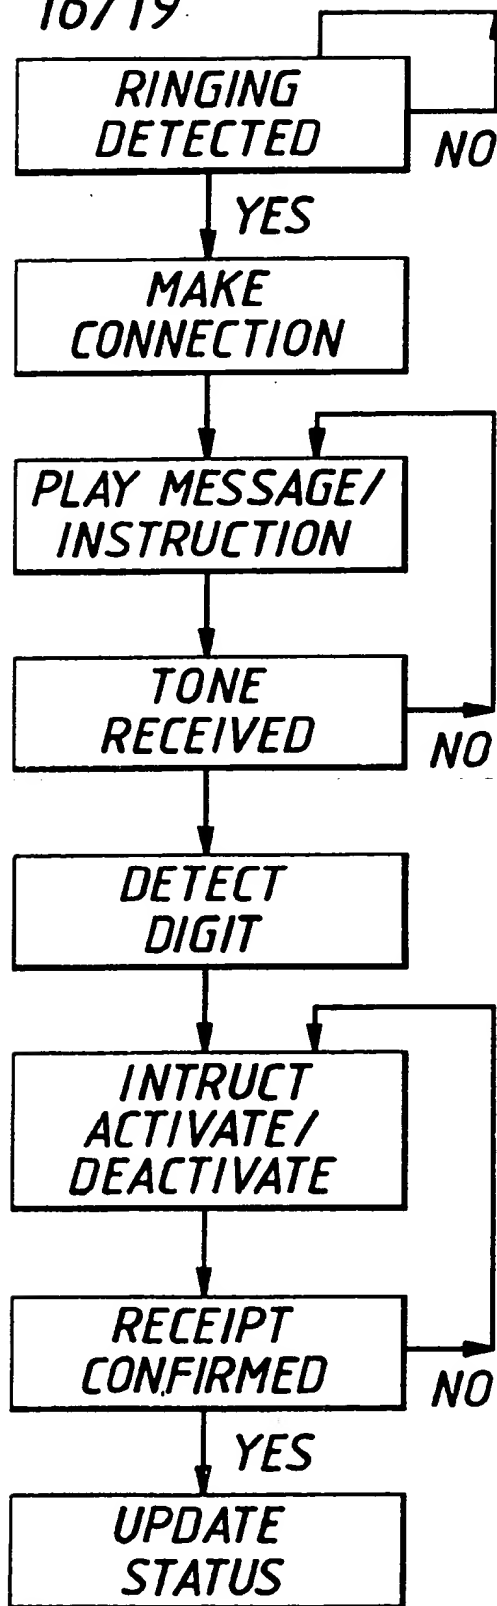 16/19
RINGING
DETECTED
NO
YES
MAKE
CONNECTION
PLAY MESSAGE/
INSTRUCTION
TONE
RECEIVED
NO
DETECT
DIGIT
INTRUCT
ACTIVATE/
DEACTIVATE
RECEIPT
CONFIRMED
NO
YES
UPDATE
STATUS